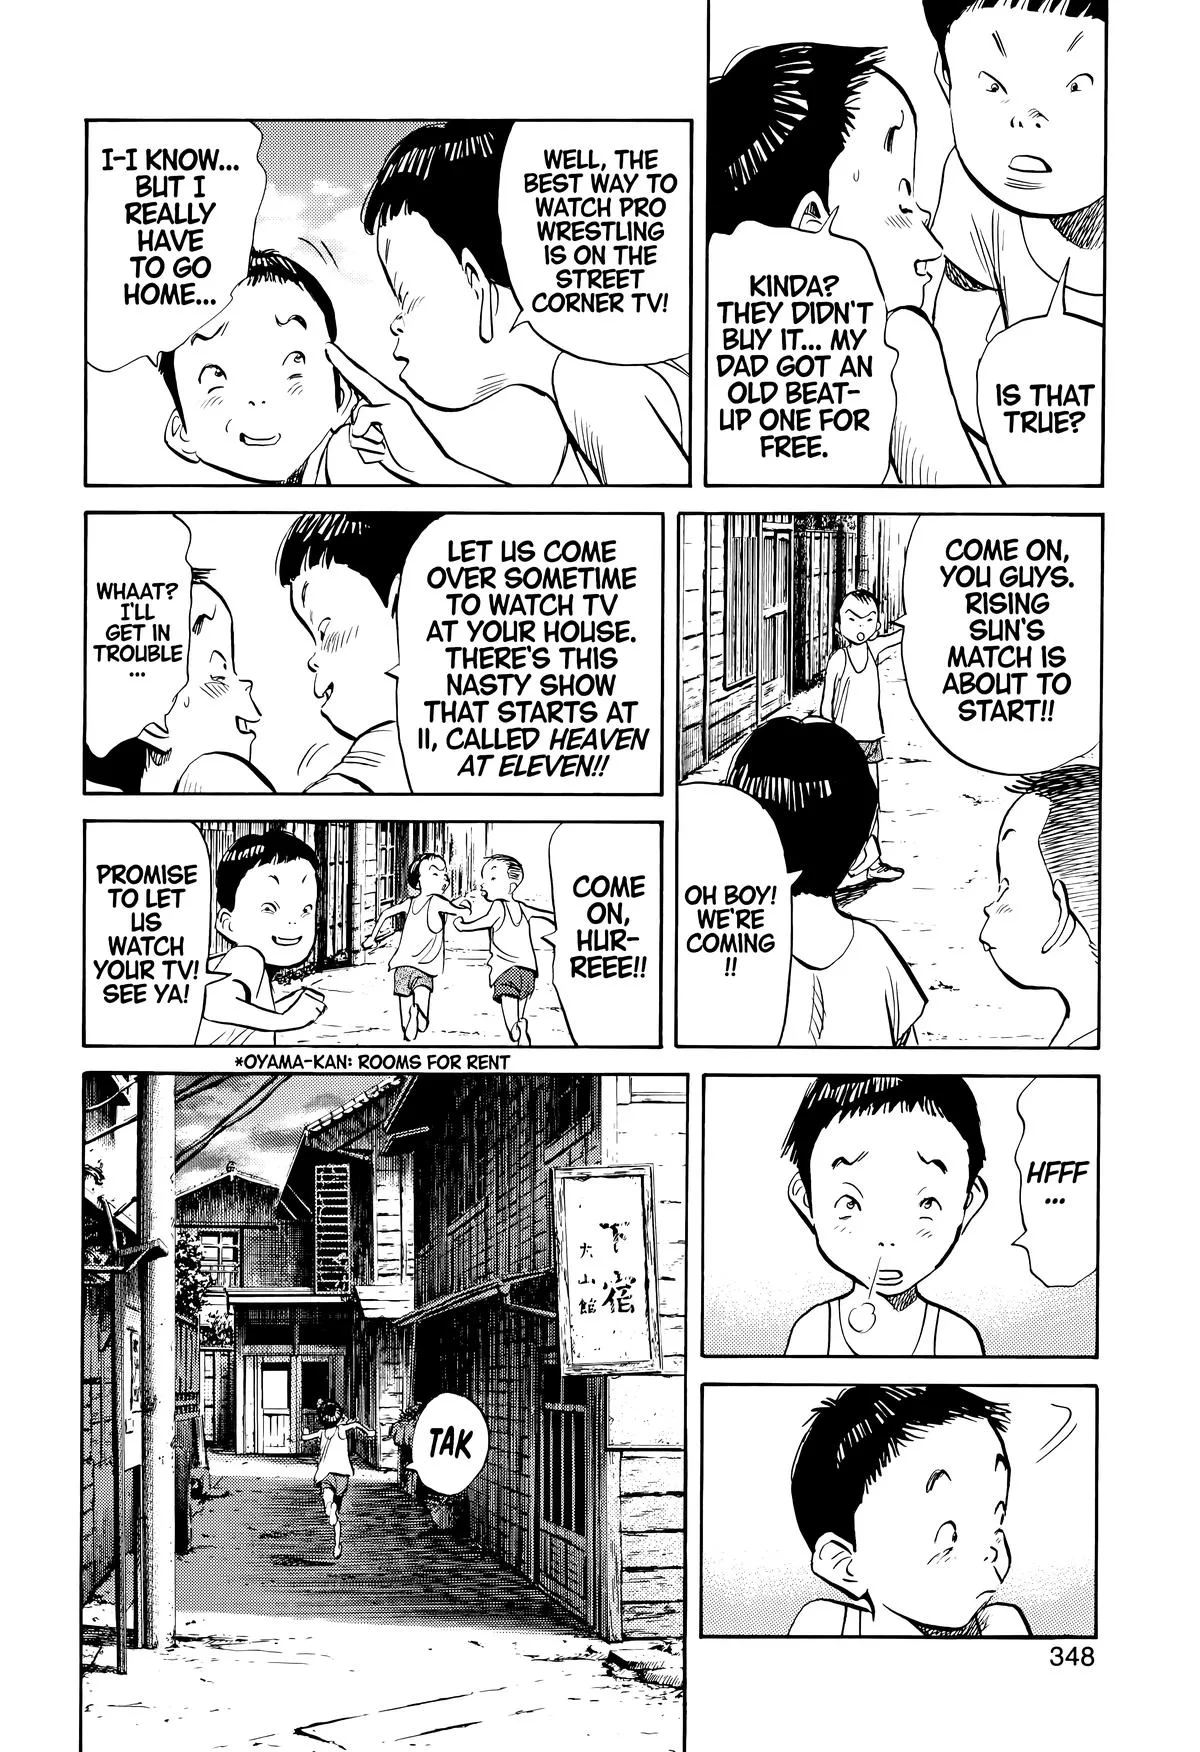 IS THAT
TRUE?
KINDA?
THEY DIDN'T
BUY IT... MY
DAD GOT AN
OLD BEAT-
UP ONE FOR
FREE.
WELL, THE
BEST WAY TO
WATCH PRO
WRESTLING
IS ON THE
STREET
CORNER TV!
I-I KNOW...
BUT I
REALLY
HAVE
TO GO
HOME...
COME ON,
YOU GUYS.
RISING
SUN'S
MATCH IS
ABOUT TO
START!!
OH BOY!
WE'RE
COMING
!!
LET US COME
OVER SOMETIME
TO WATCH TV
AT YOUR HOUSE.
THERE'S THIS
NASTY SHOW
THAT STARTS AT
11, CALLED HEAVEN
AT ELEVEN!!
WHAAT?
I'LL
GET IN
TROUBLE
...
COME
ON,
HUR-
REEE!!
PROMISE
TO LET
US
WATCH
YOUR TV!
SEE YA!
HFFF
...
*OYAMA-KAN: ROOMS FOR RENT
下宿
大山館
TAK
348